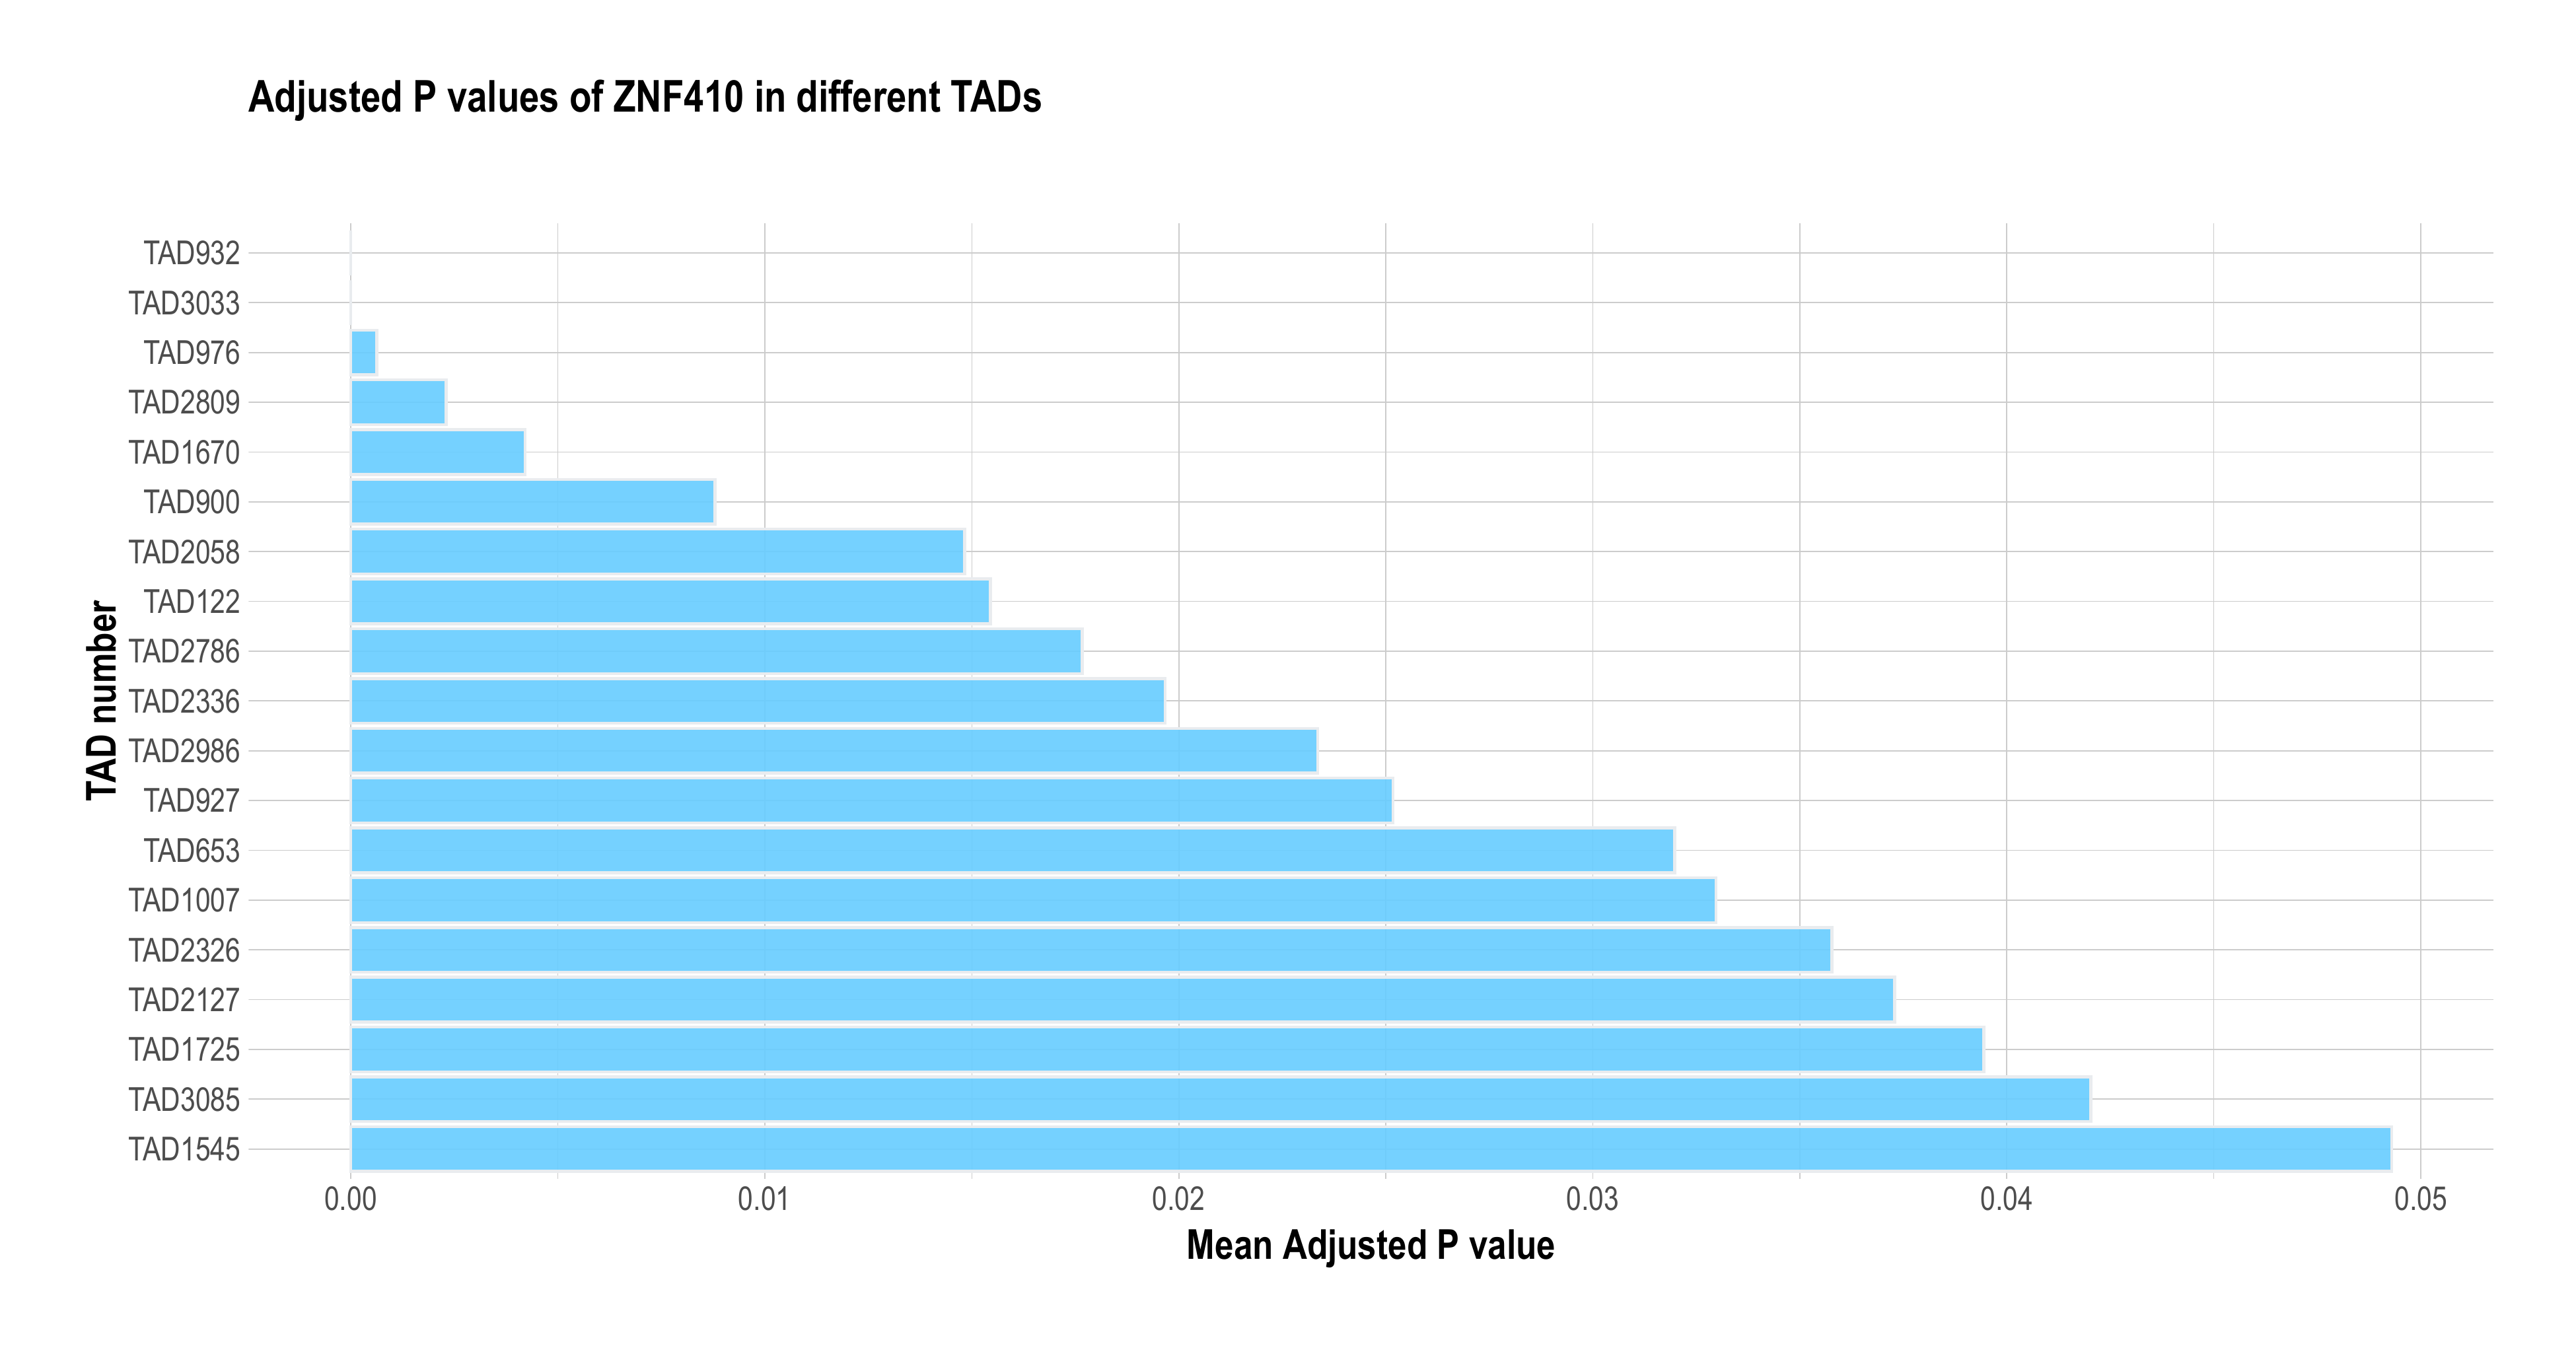 Adjusted P values of ZNF410 in different TADs
TAD number
TAD932
TAD3033
TAD976
TAD2809
TAD1670
TAD900
TAD2058
TAD122
TAD2786
TAD2336
TAD2986
TAD927
TAD653
TAD1007
TAD2326
TAD2127
TAD1725
TAD3085
TAD1545
0.00 0.01 0.02 0.03 0.04 0.05
Mean Adjusted P value